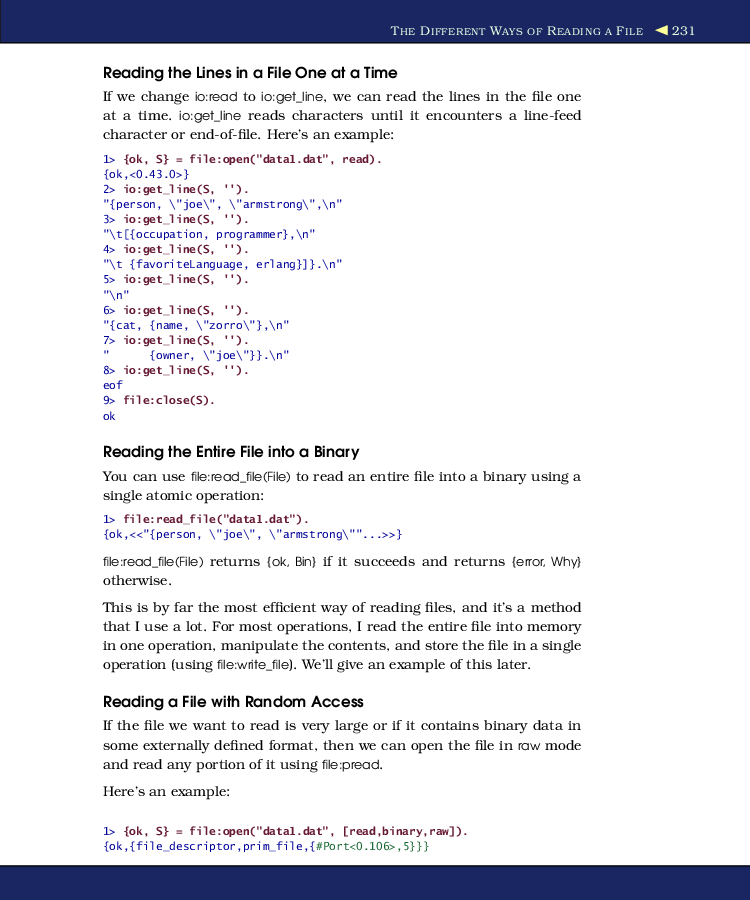 THE DIFFERENT WAYS OF READING A FILE ◀ 231
Reading the Lines in a File One at a Time
If we change io:read to io:get_line, we can read the lines in the file one
at a time. io:get_line reads characters until it encounters a line-feed
character or end-of-file. Here's an example:
1> {ok, S} = file:open("data1.dat", read).
{ok,<0.43.0>}
2> io:get_line(S, '').
"{person, \"joe\", \"armstrong\",\n"
3> io:get_line(S, '').
"\t[{occupation, programmer},\n"
4> io:get_line(S, '').
"\t {favoriteLanguage, erlang}]}.\n"
5> io:get_line(S, '').
"\n"
6> io:get_line(S, '').
"{cat, {name, \"zorro\"},\n"
7> io:get_line(S, '').
"      {owner, \"joe\"}}.\n"
8> io:get_line(S, '').
eof
9> file:close(S).
ok
Reading the Entire File into a Binary
You can use file:read_file(File) to read an entire file into a binary using a
single atomic operation:
1> file:read_file("data1.dat").
{ok,<<"{person, \"joe\", \"armstrong\""...>>}
file:read_file(File) returns {ok, Bin} if it succeeds and returns {error, Why}
otherwise.
This is by far the most efficient way of reading files, and it's a method
that I use a lot. For most operations, I read the entire file into memory
in one operation, manipulate the contents, and store the file in a single
operation (using file:write_file). We'll give an example of this later.
Reading a File with Random Access
If the file we want to read is very large or if it contains binary data in
some externally defined format, then we can open the file in raw mode
and read any portion of it using file:pread.
Here's an example:
1> {ok, S} = file:open("data1.dat", [read,binary,raw]).
{ok,{file_descriptor,prim_file,{#Port<0.106>,5}}}